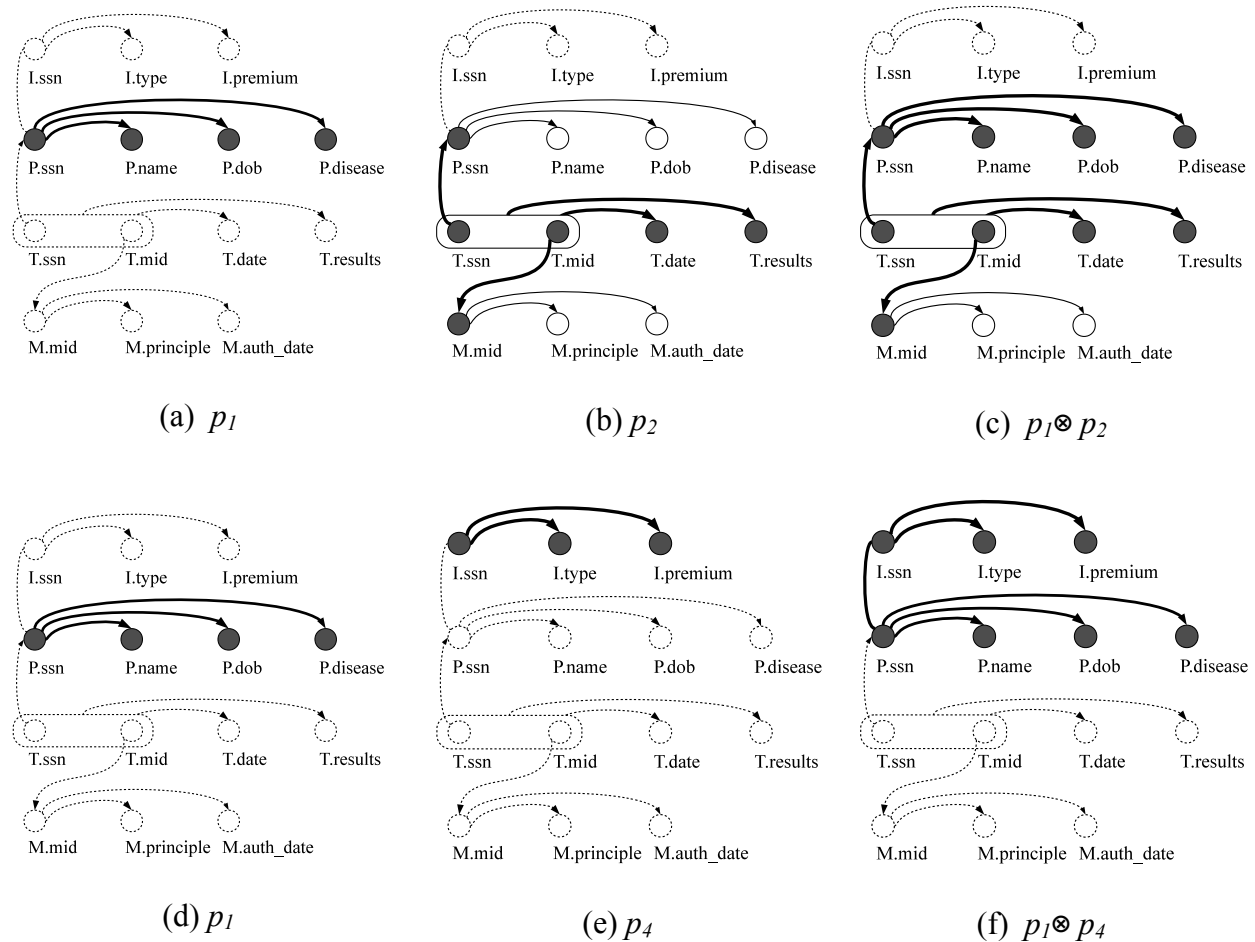 I.ssn I.type I.premium
P.ssn P.name P.dob P.disease
T.ssn T.mid T.date T.results
M.mid M.principle M.auth_date
(a) p1
I.ssn I.type I.premium
P.ssn P.name P.dob P.disease
T.ssn T.mid T.date T.results
M.mid M.principle M.auth_date
(b) p2
I.ssn I.type I.premium
P.ssn P.name P.dob P.disease
T.ssn T.mid T.date T.results
M.mid M.principle M.auth_date
(c) p1⊗ p2
I.ssn I.type I.premium
P.ssn P.name P.dob P.disease
T.ssn T.mid T.date T.results
M.mid M.principle M.auth_date
(d) p1
I.ssn I.type I.premium
P.ssn P.name P.dob P.disease
T.ssn T.mid T.date T.results
M.mid M.principle M.auth_date
(e) p4
I.ssn I.type I.premium
P.ssn P.name P.dob P.disease
T.ssn T.mid T.date T.results
M.mid M.principle M.auth_date
(f) p1⊗ p4